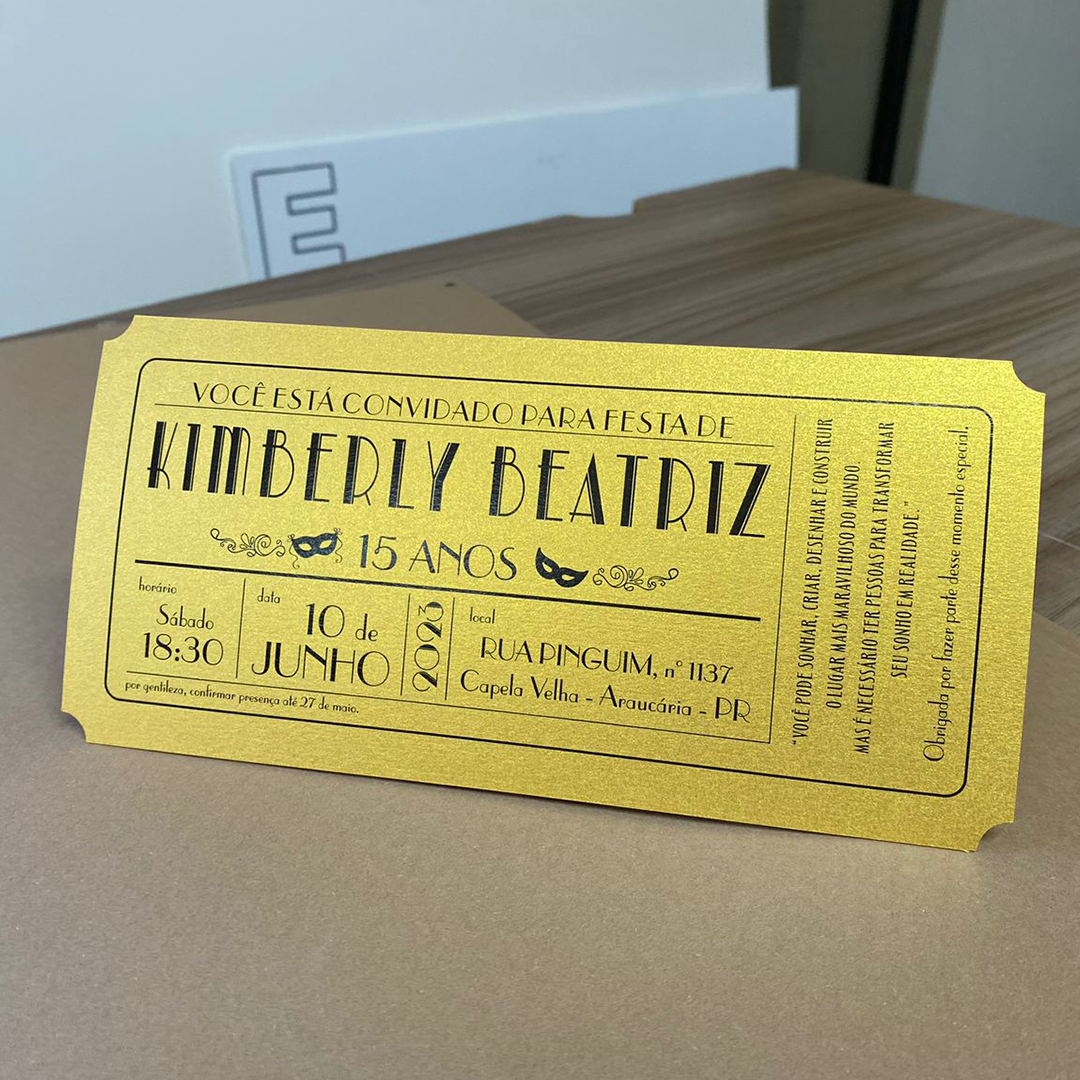 E
VOCÊ ESTÁ CONVIDADO PARA FESTA DE
KIMBERLY BEATRIZ
15 ANOS
horário
Sábado
18:30
data
10 de
JUNHO
2023
local
RUA PINGUIM, nº 1137
Capela Velha - Araucária - PR
por gentileza, confirmar presença até 27 de maio.
"VOCÊ PODE SONHAR, CRIAR, DESENHAR E CONSTRUIR
O LUGAR MAIS MARAVILHOSO DO MUNDO.
MAS É NECESSÁRIO TER PESSOAS PARA TRANSFORMAR
SEU SONHO EM REALIDADE."
Obrigada por fazer parte desse momento especial.